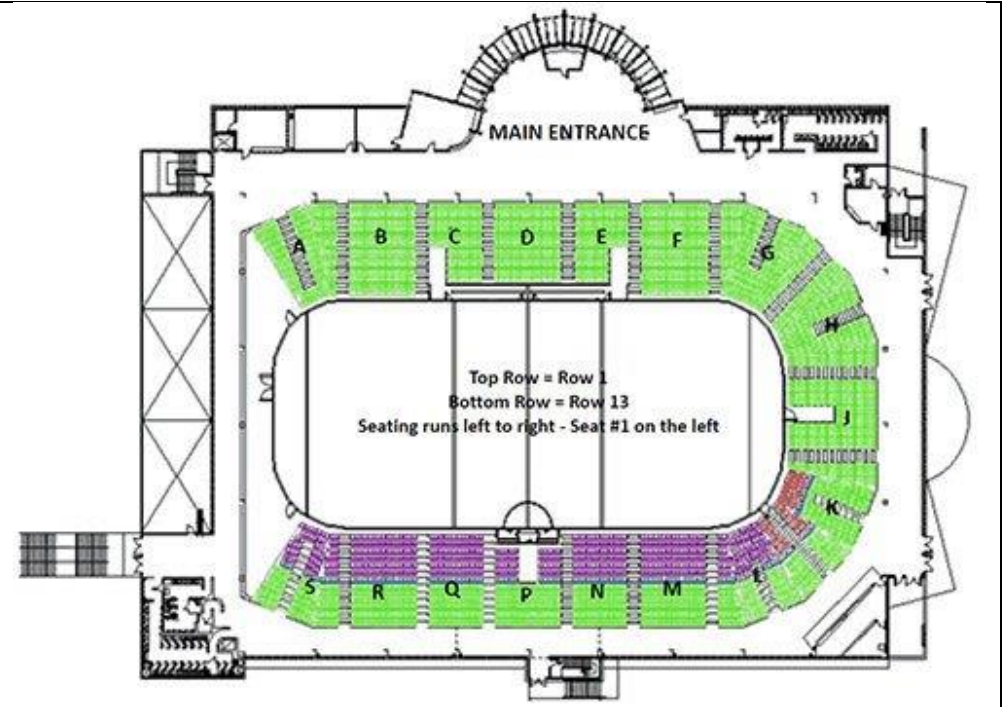 MAIN ENTRANCE
A
B
C
D
E
F
G
H
Top Row = Row 1
Bottom Row = Row 13
Seating runs left to right - Seat #1 on the left
J
K
L
M
N
P
Q
R
S